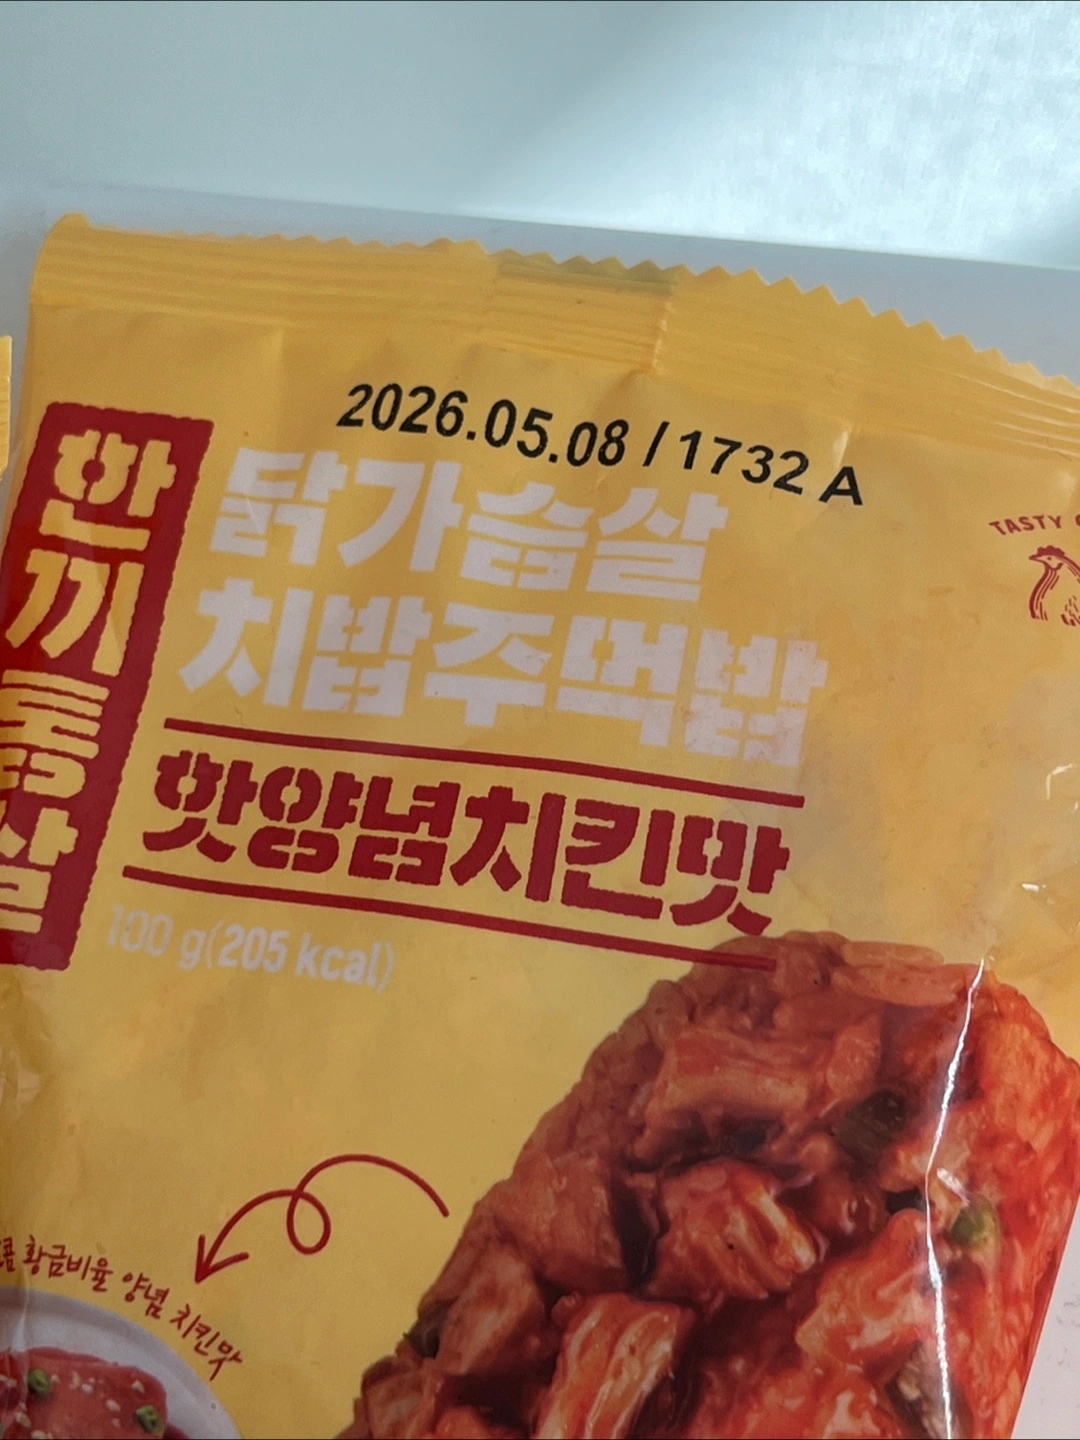 2026.05.08 / 1732 A
한끼통살
닭가슴살
치밥주먹밥
핫양념치킨맛
100 g(205 kcal)
TASTY
황금비율 양념 치킨맛